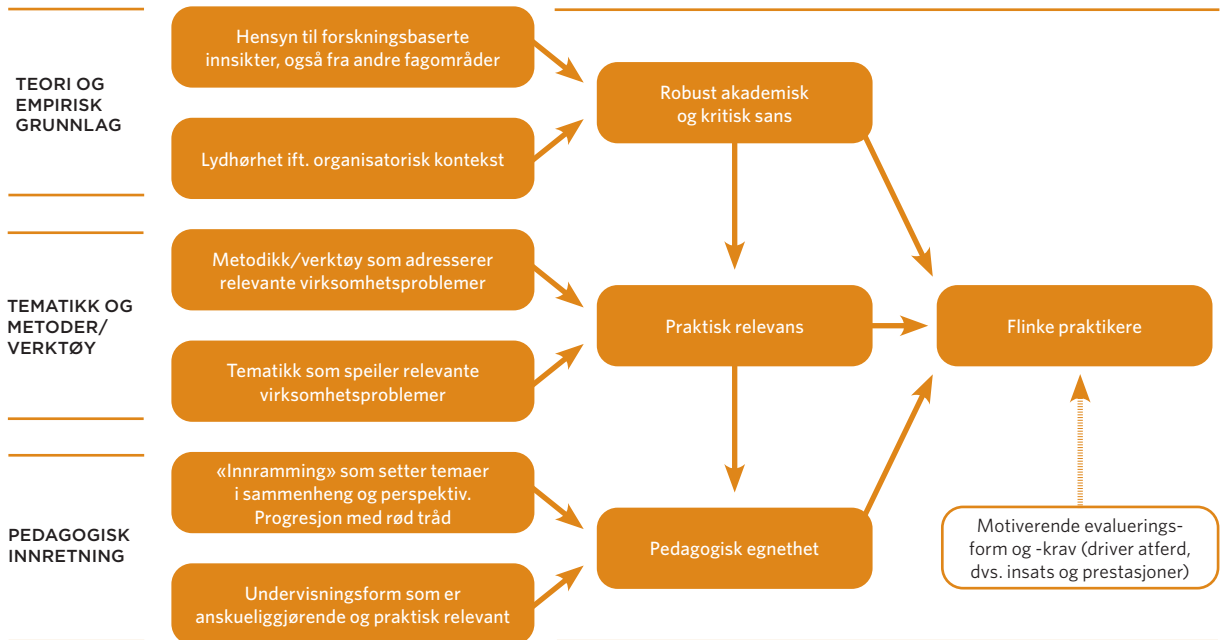 TEORI OG
EMPIRISK
GRUNNLAG
Hensyn til forskningsbaserte
innsikter, også fra andre fagområder
Lydhørhet ift. organisatorisk kontekst
Robust akademisk
og kritisk sans
TEMATIKK OG
METODER/
VERKTØY
Metodikk/verktøy som adresserer
relevante virksomhetsproblemer
Tematikk som speiler relevante
virksomhetsproblemer
Praktisk relevans
Flinke praktikere
PEDAGOGISK
INNRETNING
«Innramming» som setter temaer
i sammenheng og perspektiv.
Progresjon med rød tråd
Undervisningsform som er
anskueliggjørende og praktisk relevant
Pedagogisk egnethet
Motiverende evaluerings-
form og -krav (driver atferd,
dvs. insats og prestasjoner)